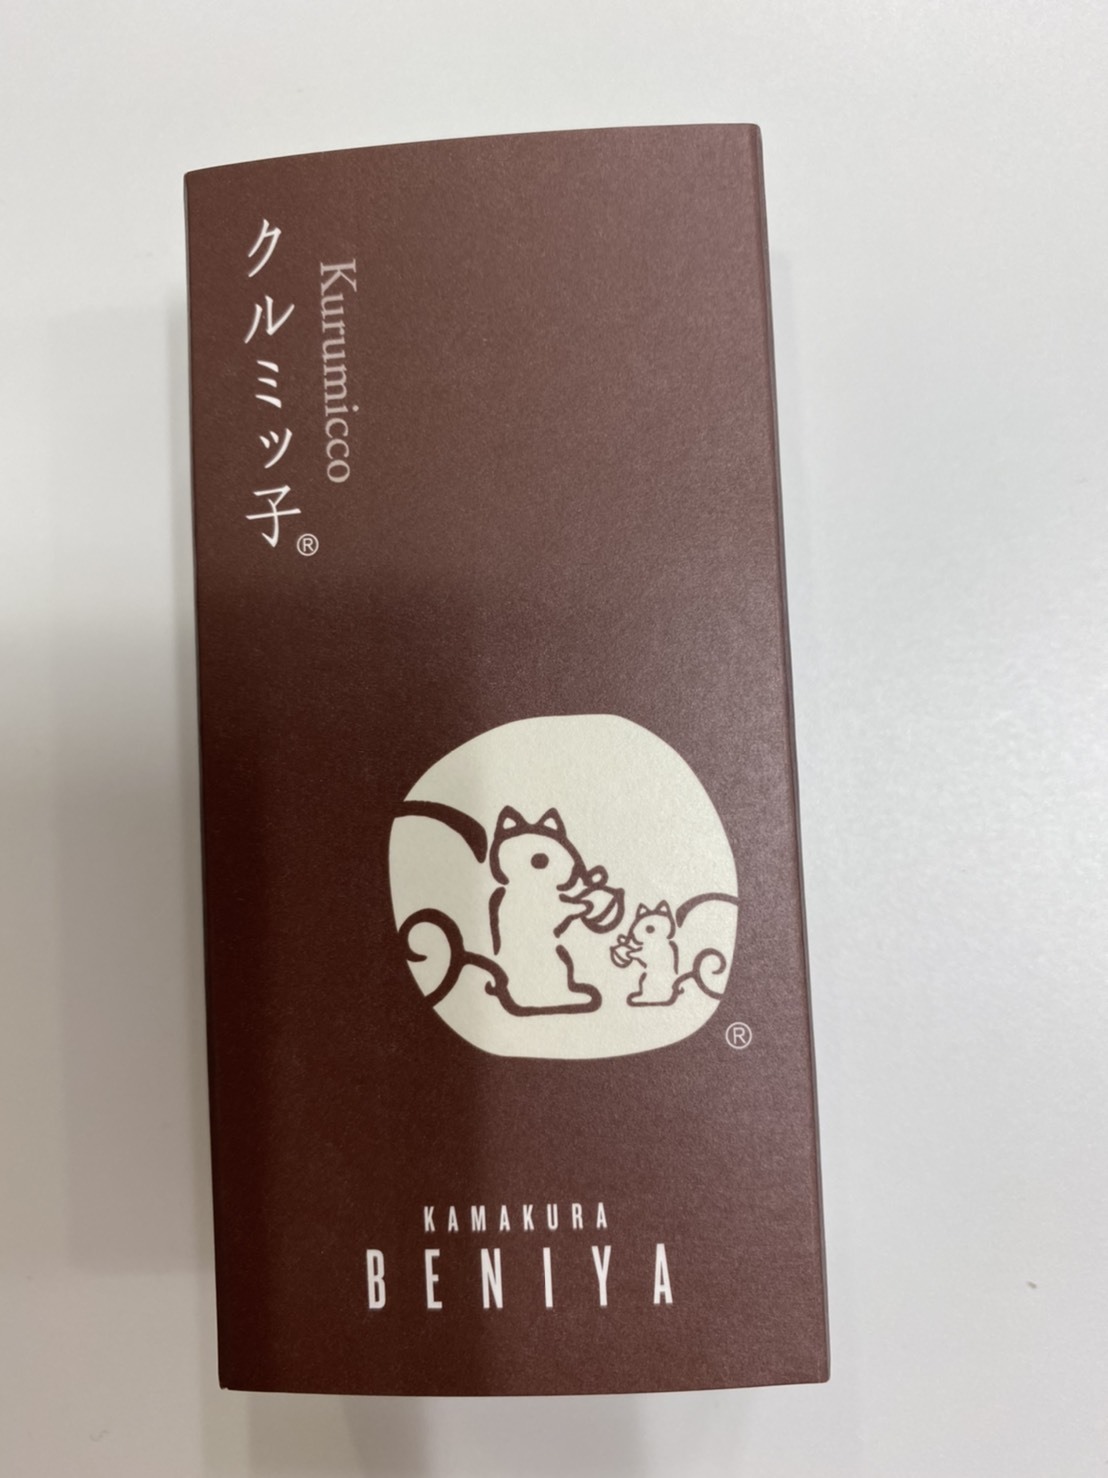 クルミッ子®
Kurumicco
®
KAMAKURA
BENIYA